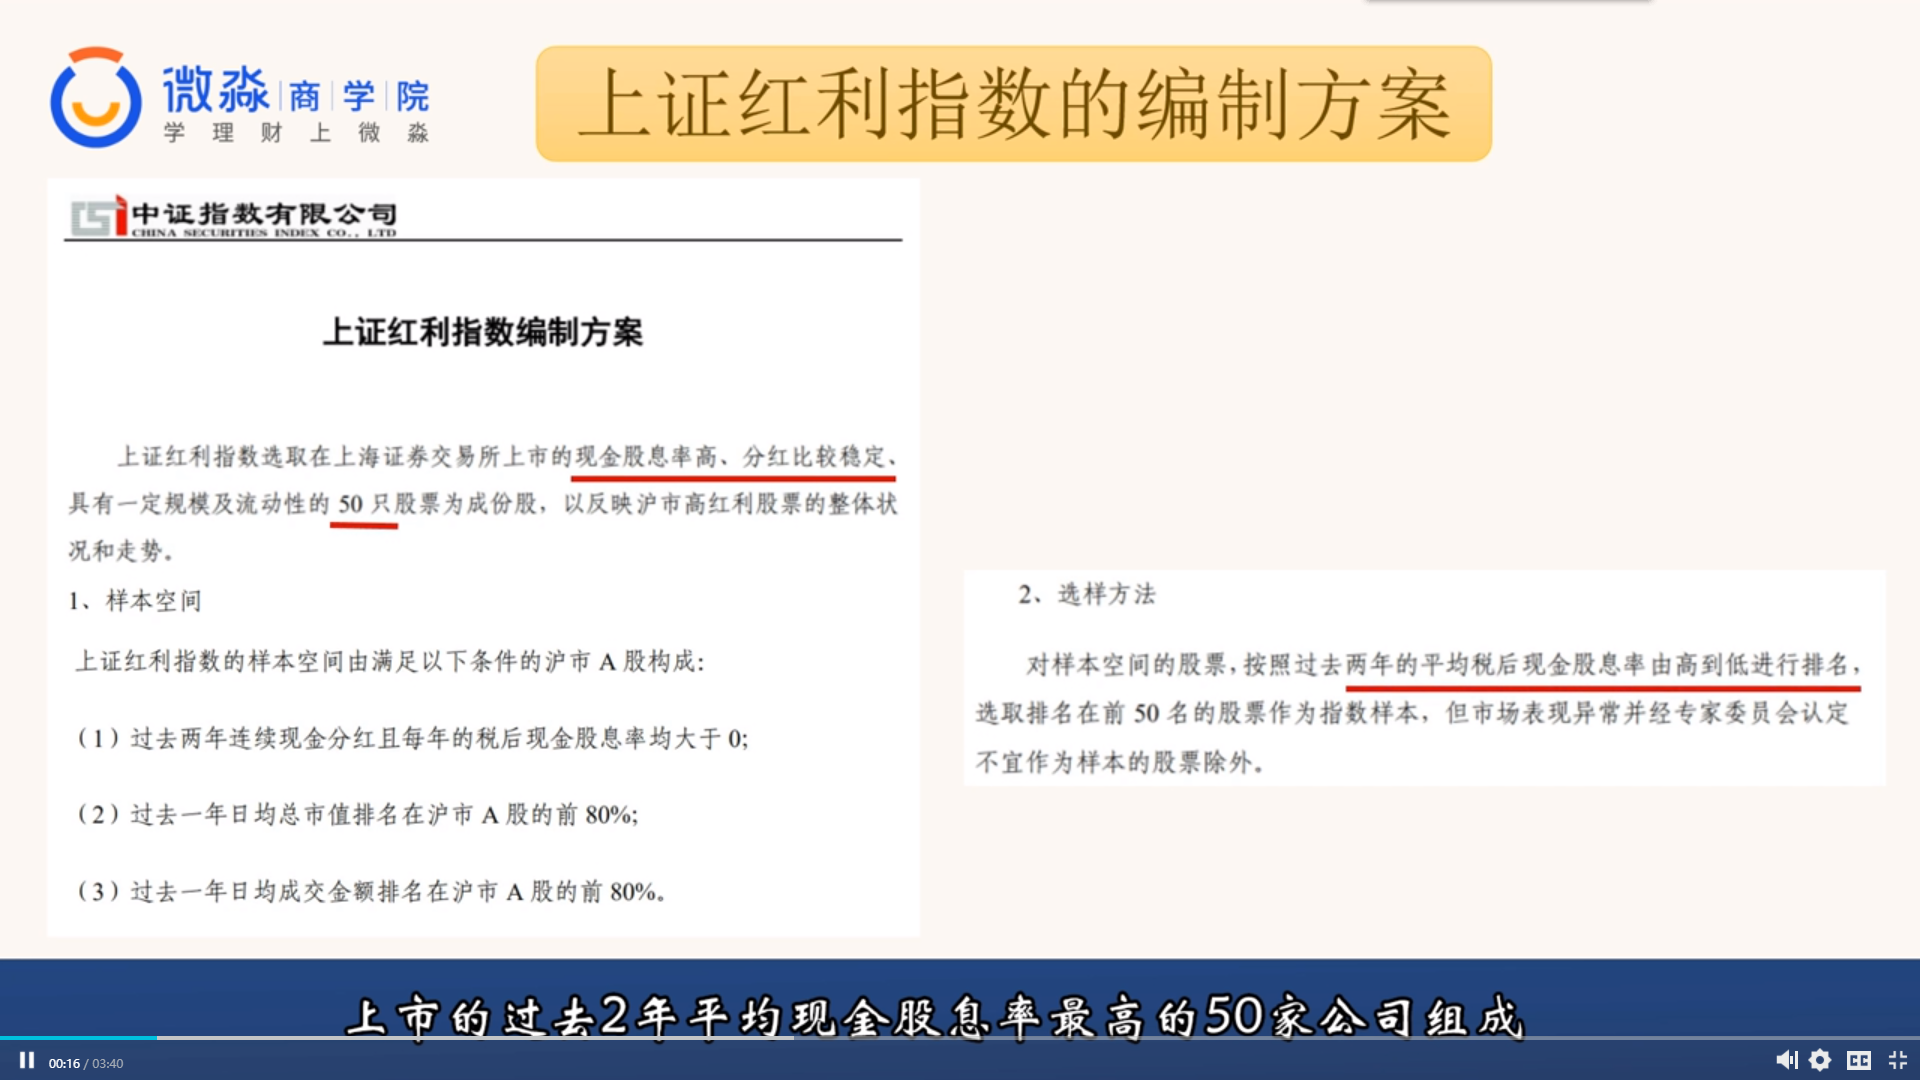 微淼商学院
学理财上微淼
上证红利指数的编制方案
中证指数有限公司
CHINA SECURITIES INDEX CO., LTD
上证红利指数编制方案
上证红利指数选取在上海证券交易所上市的现金股息率高、分红比较稳定、
具有一定规模及流动性的 50 只股票为成份股，以反映沪市高红利股票的整体状
况和走势。
1、样本空间
上证红利指数的样本空间由满足以下条件的沪市 A 股构成：
（1）过去两年连续现金分红且每年的税后现金股息率均大于 0;
（2）过去一年日均总市值排名在沪市 A 股的前 80%;
（3）过去一年日均成交金额排名在沪市 A 股的前 80%。
2、选样方法
对样本空间的股票，按照过去两年的平均税后现金股息率由高到低进行排名，
选取排名在前 50 名的股票作为指数样本，但市场表现异常并经专家委员会认定
不宜作为样本的股票除外。
上市的过去2年平均现金股息率最高的50家公司组成
00:16 / 03:40
CC